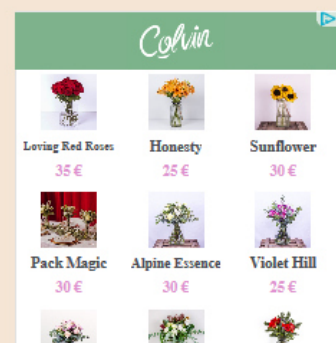 Colvin
Loving Red Roses Honesty Sunflower
35 € 25 € 30 €
Pack Magic Alpine Essence Violet Hill
30 € 30 € 25 €